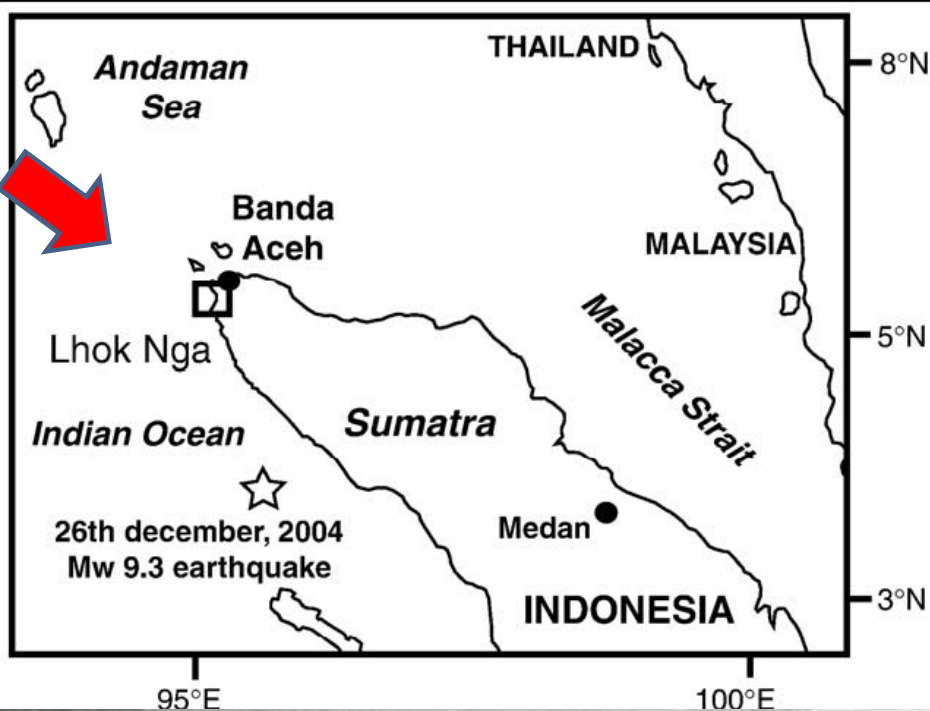 THAILAND
8°N
Andaman
Sea
Banda
Aceh
MALAYSIA
5°N
Lhok Nga
Malacca Strait
Indian Ocean
Sumatra
26th december, 2004
Mw 9.3 earthquake
Medan
INDONESIA
3°N
95°E
100°E